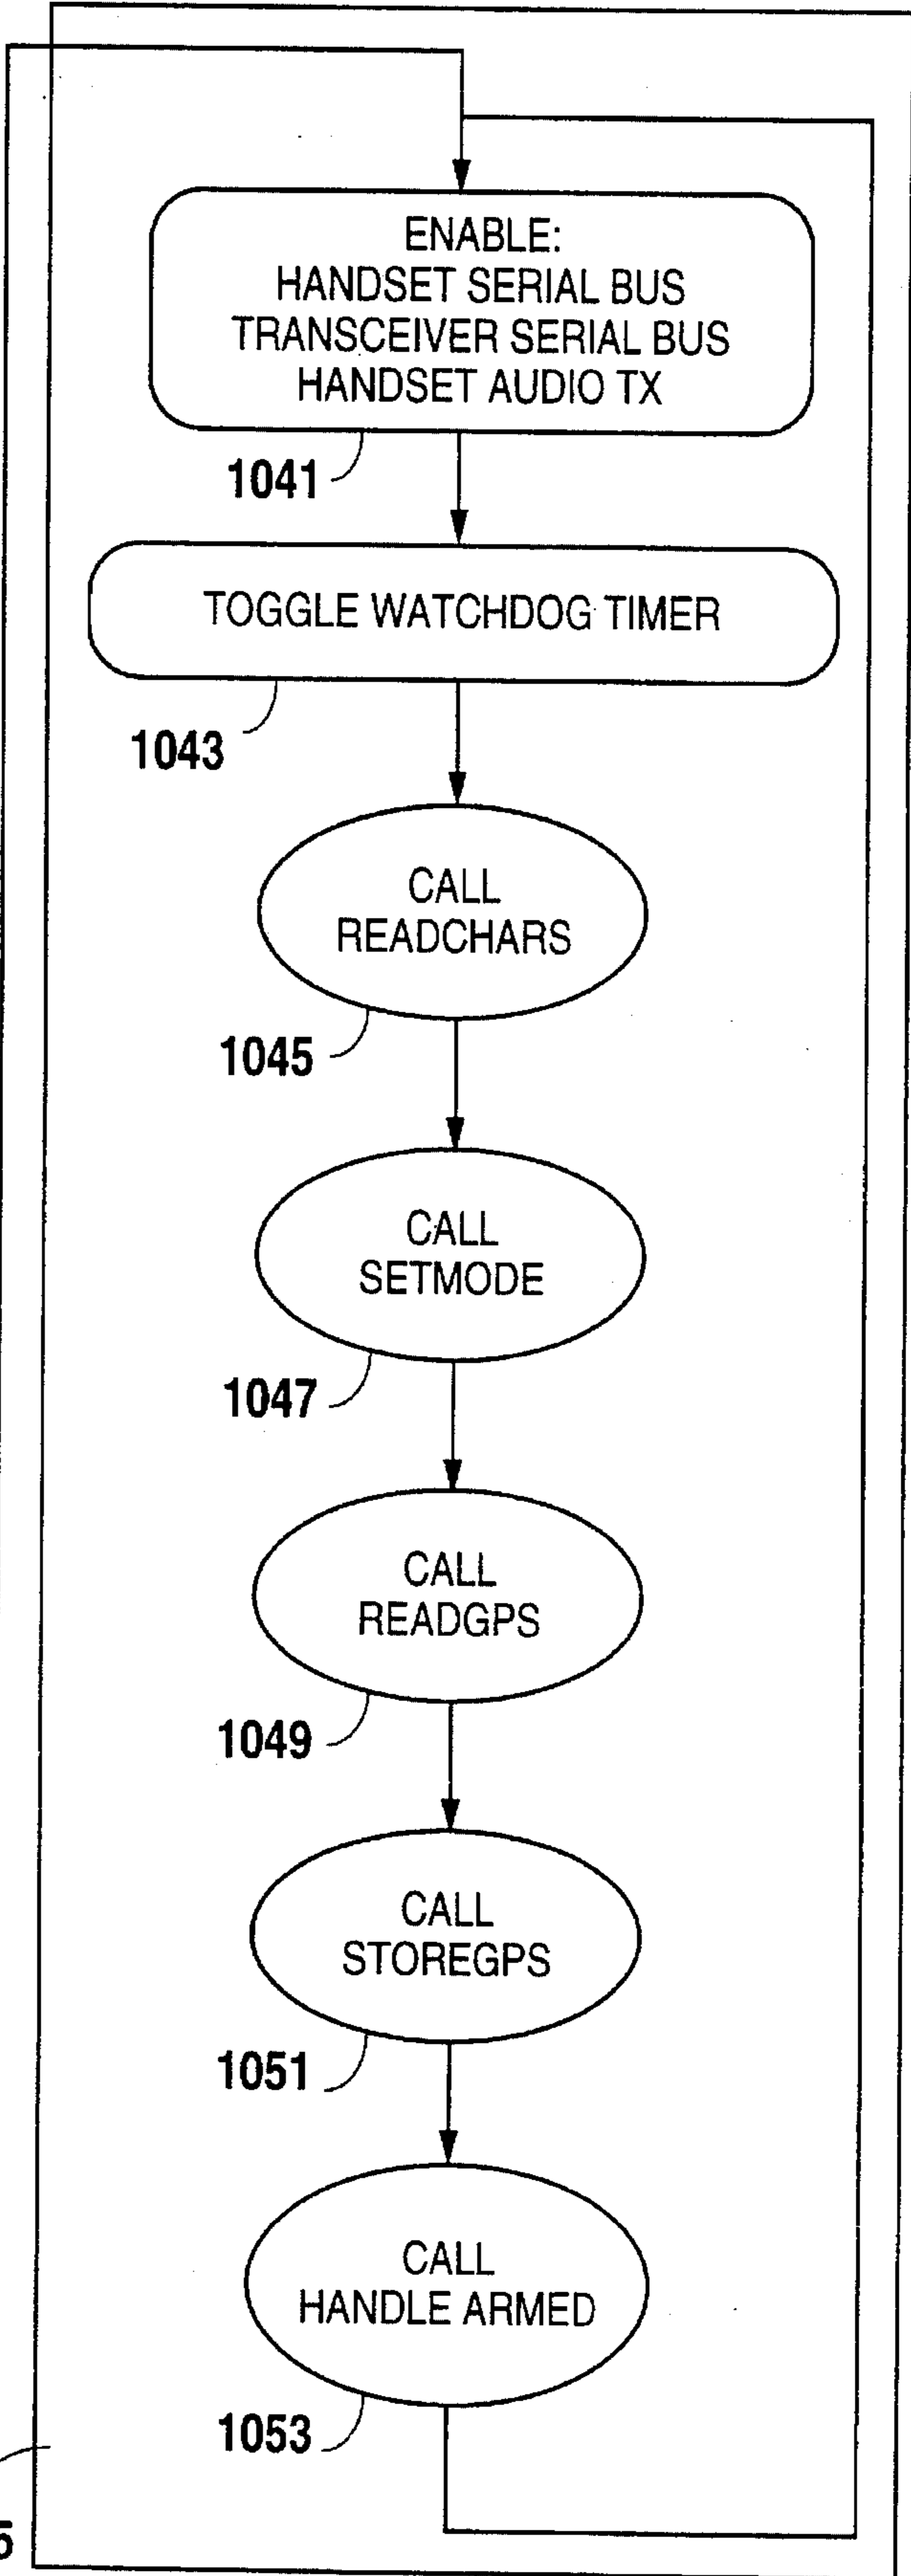 ENABLE:
HANDSET SERIAL BUS
TRANSCEIVER SERIAL BUS
HANDSET AUDIO TX
1041
TOGGLE WATCHDOG TIMER
1043
CALL
READCHARS
1045
CALL
SETMODE
1047
CALL
READGPS
1049
CALL
STOREGPS
1051
CALL
HANDLE ARMED
1053
5